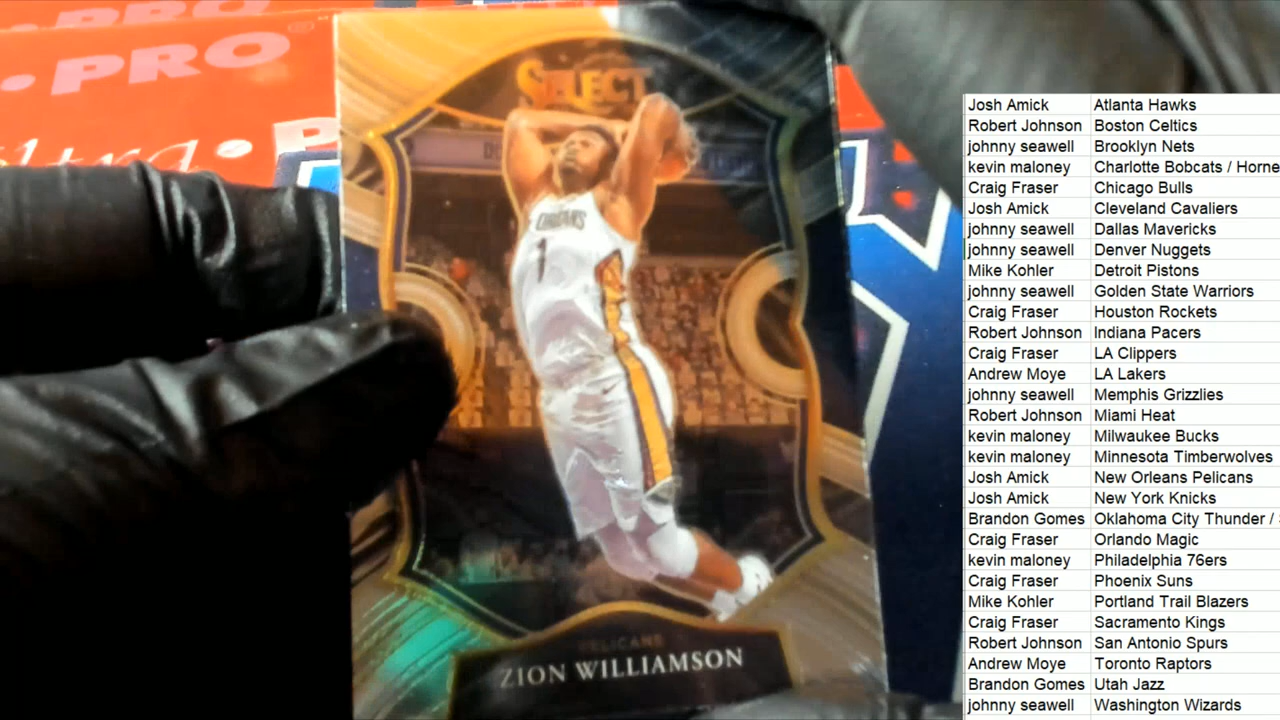 PRO
PRO
ltra
P
SELECT
1
PELICANS
ZION WILLIAMSON
Josh Amick Atlanta Hawks
Robert Johnson Boston Celtics
johnny seawell Brooklyn Nets
kevin maloney Charlotte Bobcats / Horne
Craig Fraser Chicago Bulls
Josh Amick Cleveland Cavaliers
johnny seawell Dallas Mavericks
johnny seawell Denver Nuggets
Mike Kohler Detroit Pistons
johnny seawell Golden State Warriors
Craig Fraser Houston Rockets
Robert Johnson Indiana Pacers
Craig Fraser LA Clippers
Andrew Moye LA Lakers
johnny seawell Memphis Grizzlies
Robert Johnson Miami Heat
kevin maloney Milwaukee Bucks
kevin maloney Minnesota Timberwolves
Josh Amick New Orleans Pelicans
Josh Amick New York Knicks
Brandon Gomes Oklahoma City Thunder /
Craig Fraser Orlando Magic
kevin maloney Philadelphia 76ers
Craig Fraser Phoenix Suns
Mike Kohler Portland Trail Blazers
Craig Fraser Sacramento Kings
Robert Johnson San Antonio Spurs
Andrew Moye Toronto Raptors
Brandon Gomes Utah Jazz
johnny seawell Washington Wizards